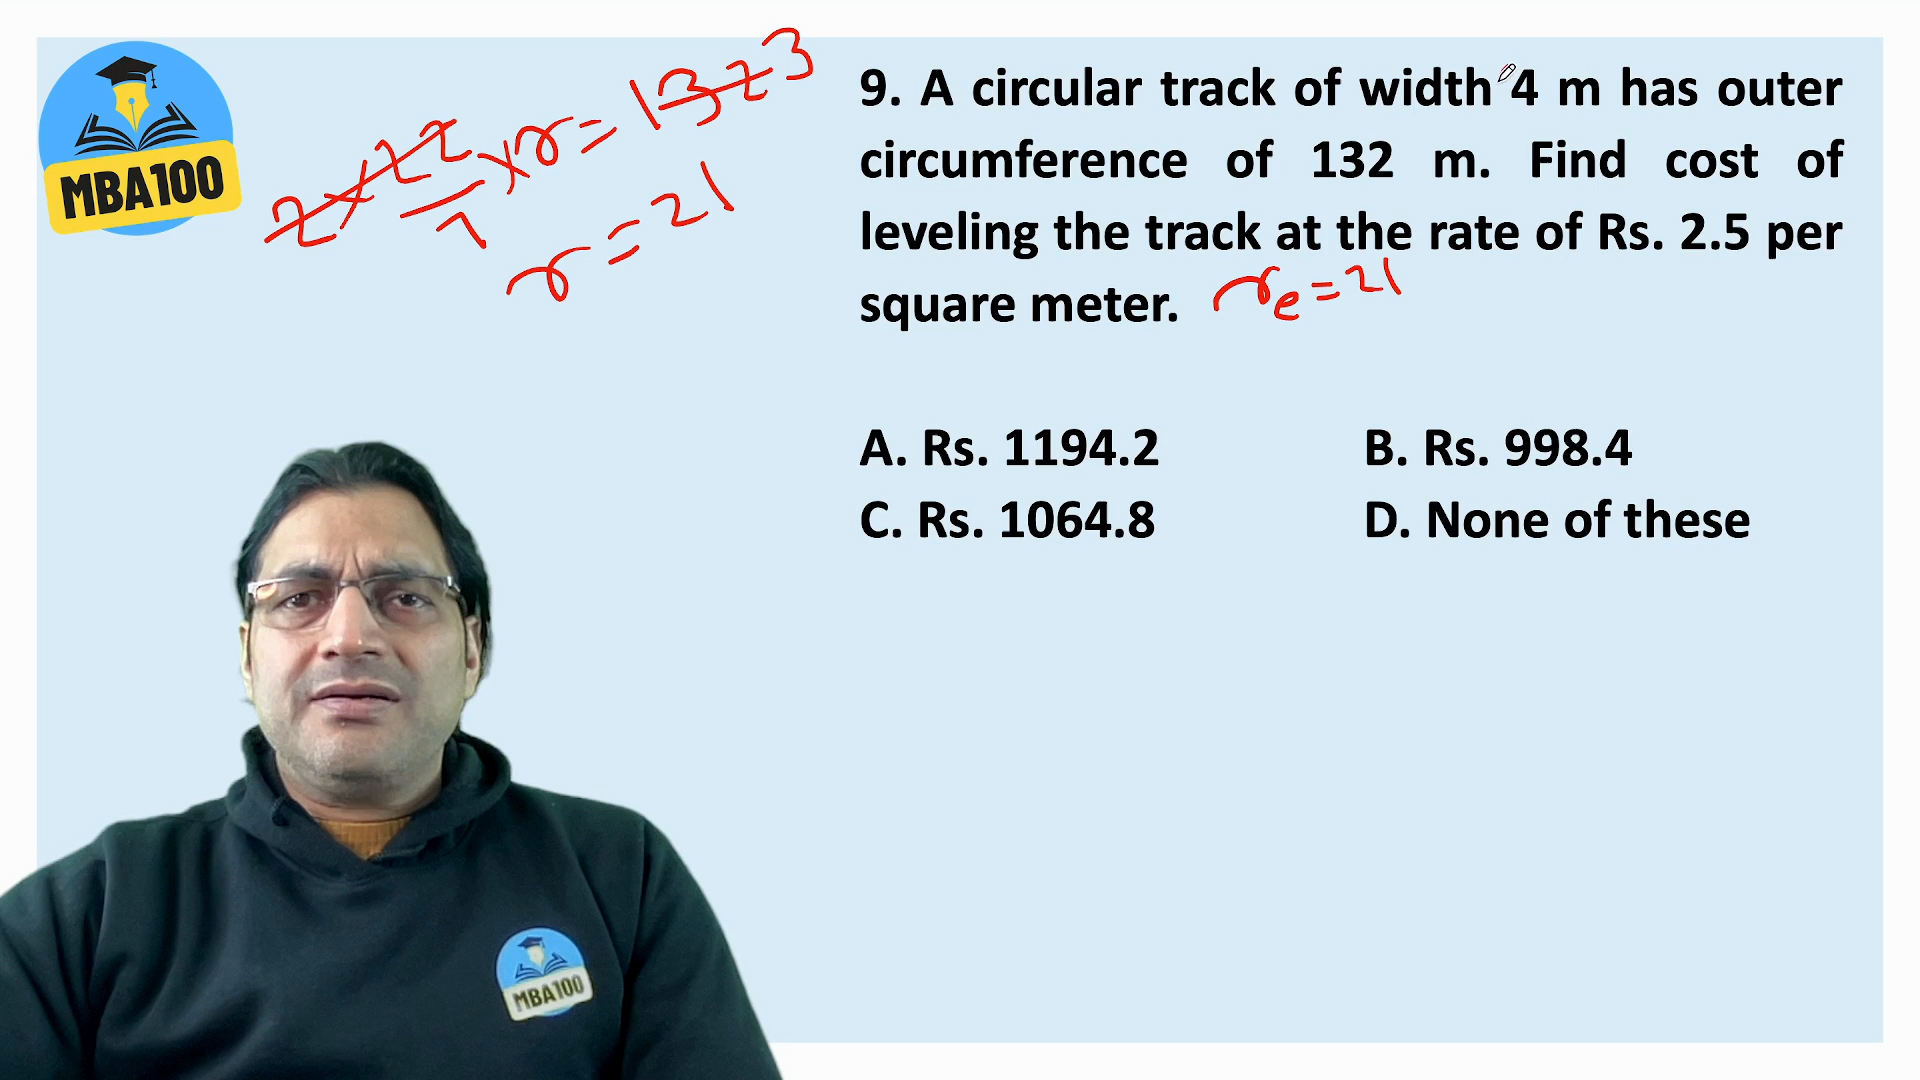 MBA100
2 × 22/7 × r = 132 3
r = 21
9. A circular track of width 4 m has outer
circumference of 132 m. Find cost of
leveling the track at the rate of Rs. 2.5 per
square meter. re = 21
A. Rs. 1194.2 B. Rs. 998.4
C. Rs. 1064.8 D. None of these
MBA100